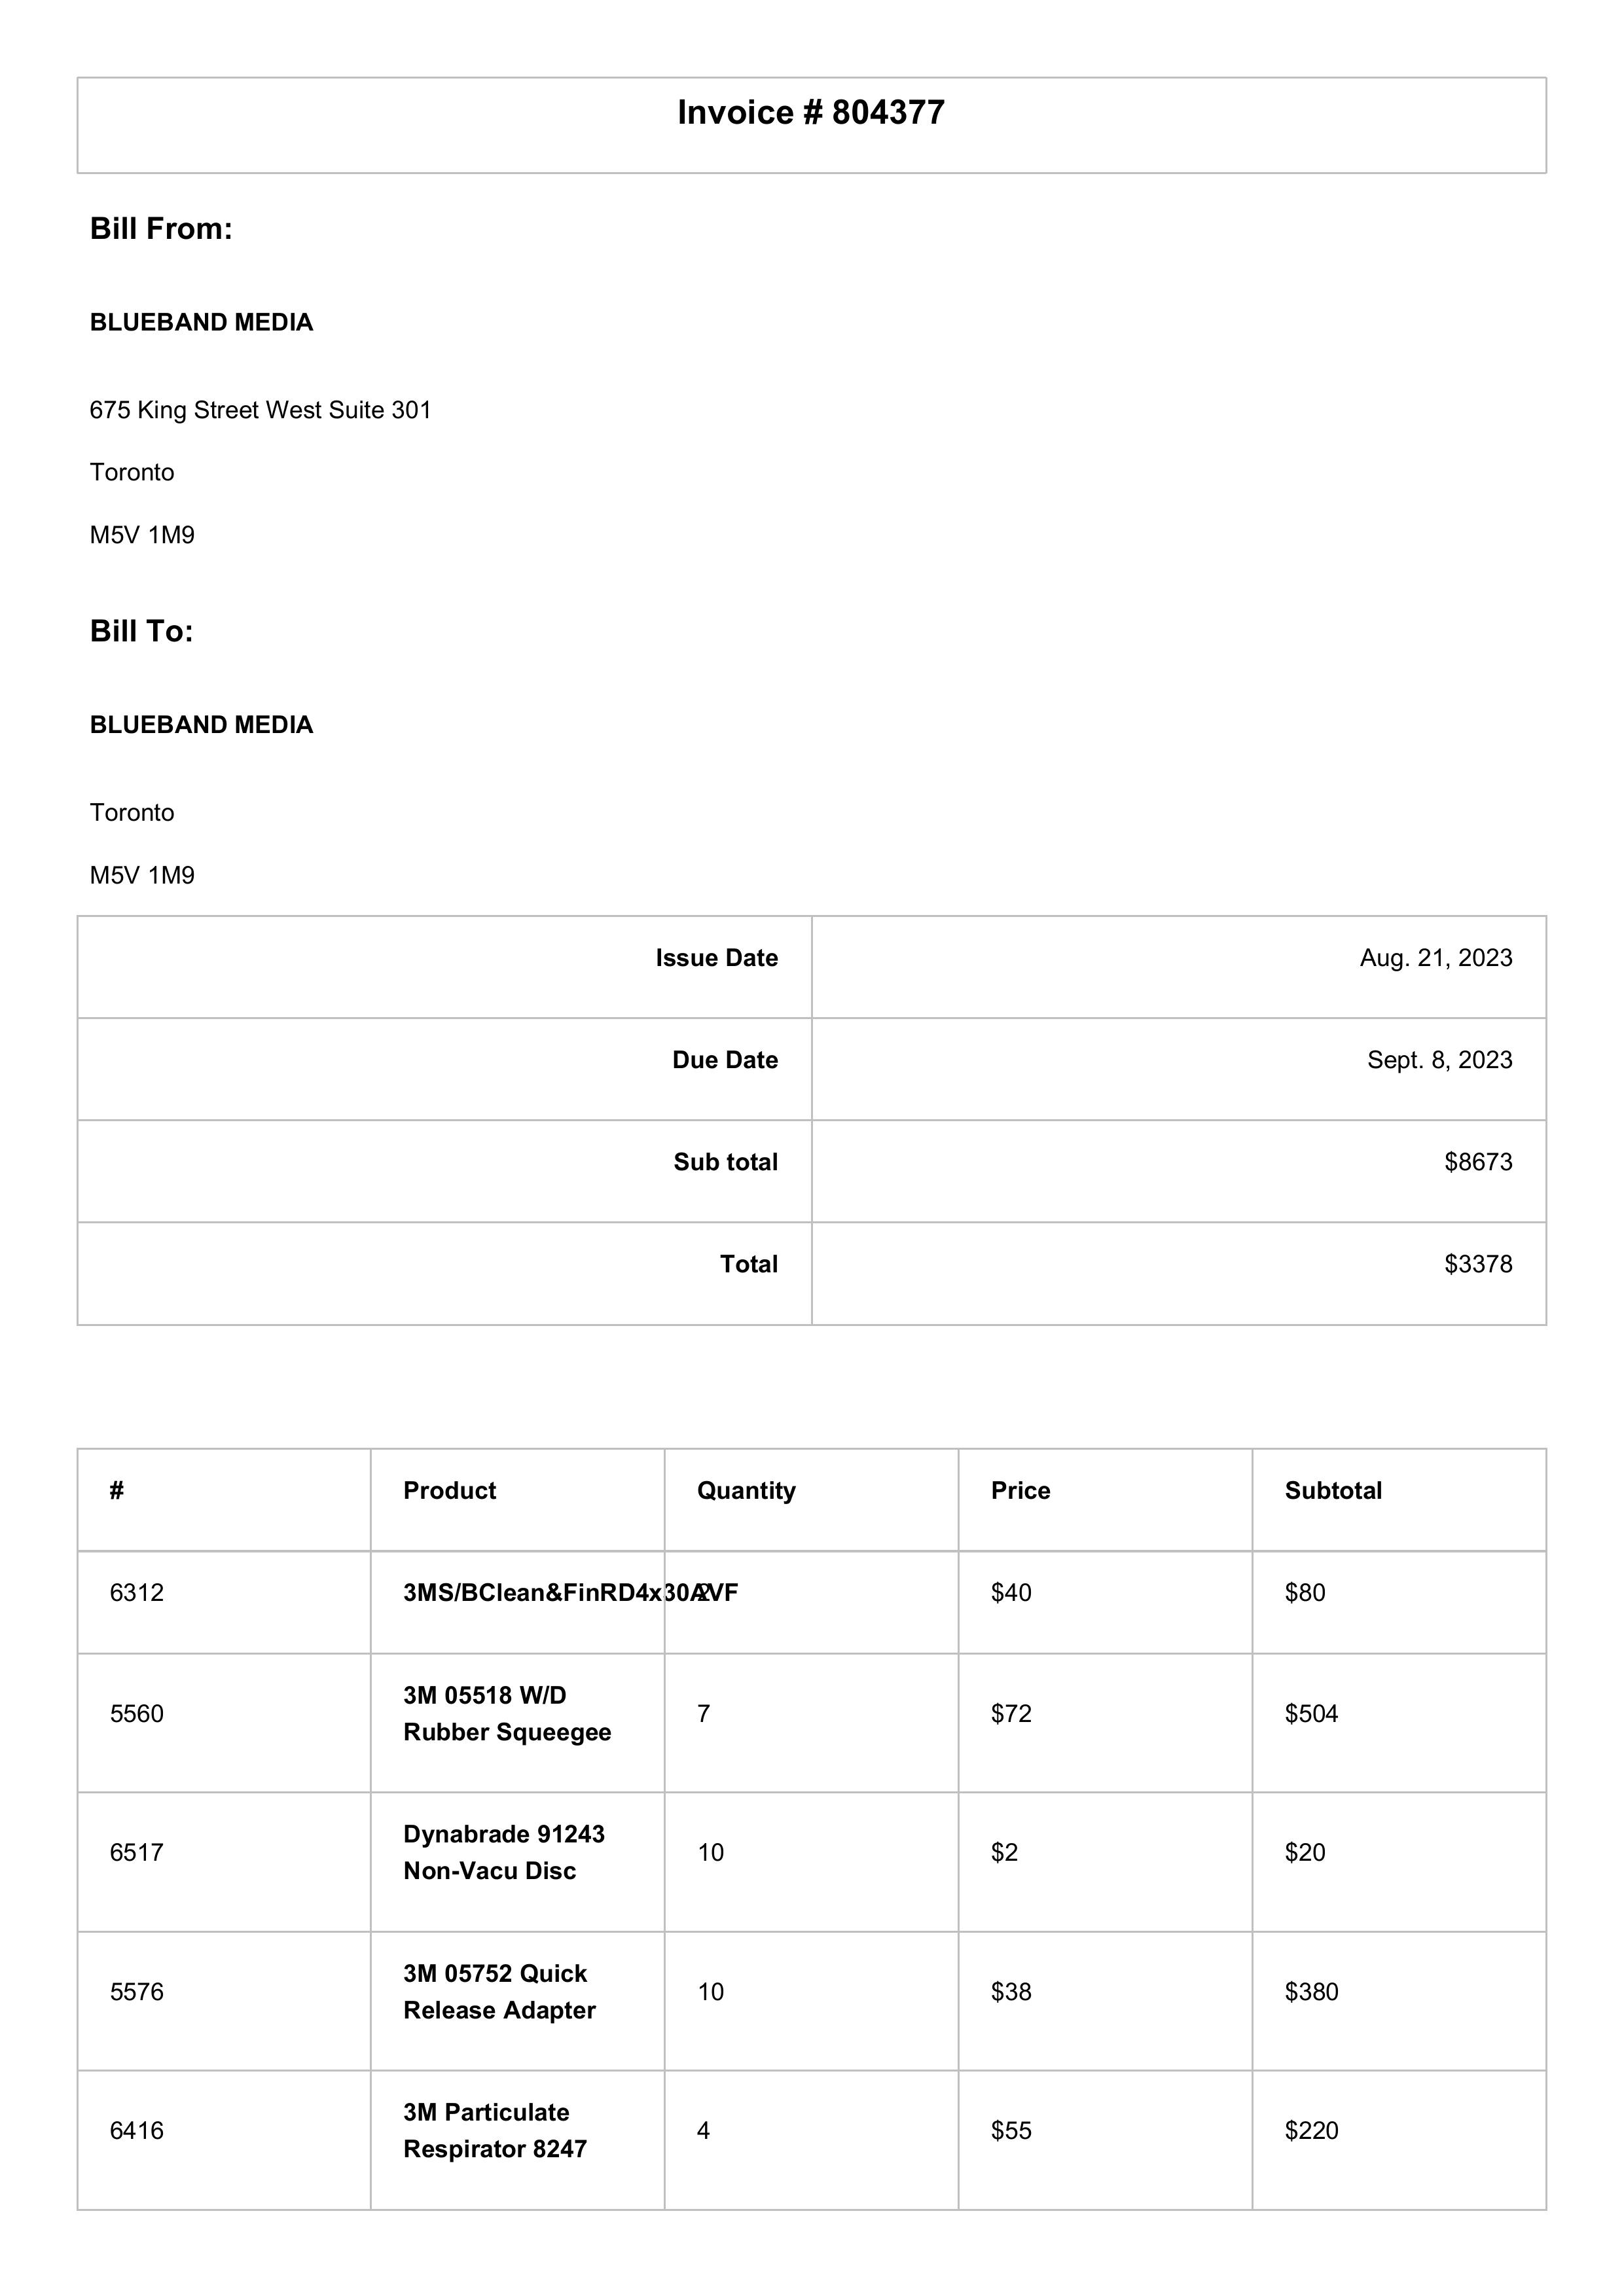 Invoice # 804377
Bill From:
BLUEBAND MEDIA
675 King Street West Suite 301
Toronto
M5V 1M9
Bill To:
BLUEBAND MEDIA
Toronto
M5V 1M9
Issue Date Aug. 21, 2023
Due Date Sept. 8, 2023
Sub total $8673
Total $3378
# Product Quantity Price Subtotal
6312 3MS/BClean&FinRD4x30AVF 2 $40 $80
3M 05518 W/D
5560 7 $72 $504
Rubber Squeegee
Dynabrade 91243
6517 10 $2 $20
Non-Vacu Disc
3M 05752 Quick
5576 10 $38 $380
Release Adapter
3M Particulate
6416 4 $55 $220
Respirator 8247